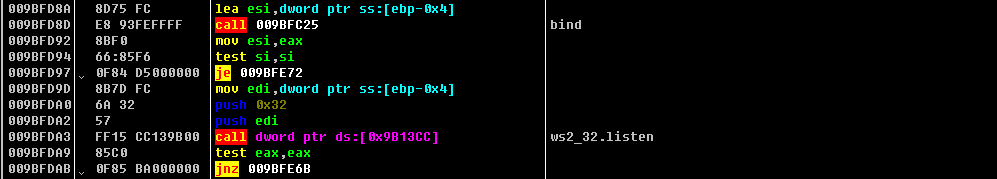 009BFD8A 8D75 FC lea esi,dword ptr ss:[ebp-0x4]
009BFD8D E8 93FEFFFF call 009BFC25 bind
009BFD92 8BF0 mov esi,eax
009BFD94 66:85F6 test si,si
009BFD97 0F84 D5000000 je 009BFE72
009BFD9D 8B7D FC mov edi,dword ptr ss:[ebp-0x4]
009BFDA0 6A 32 push 0x32
009BFDA2 57 push edi
009BFDA3 FF15 CC139B00 call dword ptr ds:[0x9B13CC] ws2_32.listen
009BFDA9 85C0 test eax,eax
009BFDAB 0F85 BA000000 jnz 009BFE6B